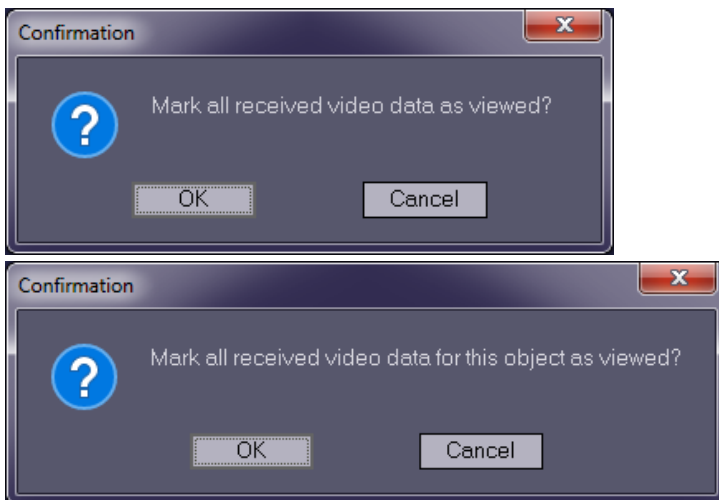 Confirmation
Mark all received video data as viewed?
OK Cancel
Confirmation
Mark all received video data for this object as viewed?
OK Cancel